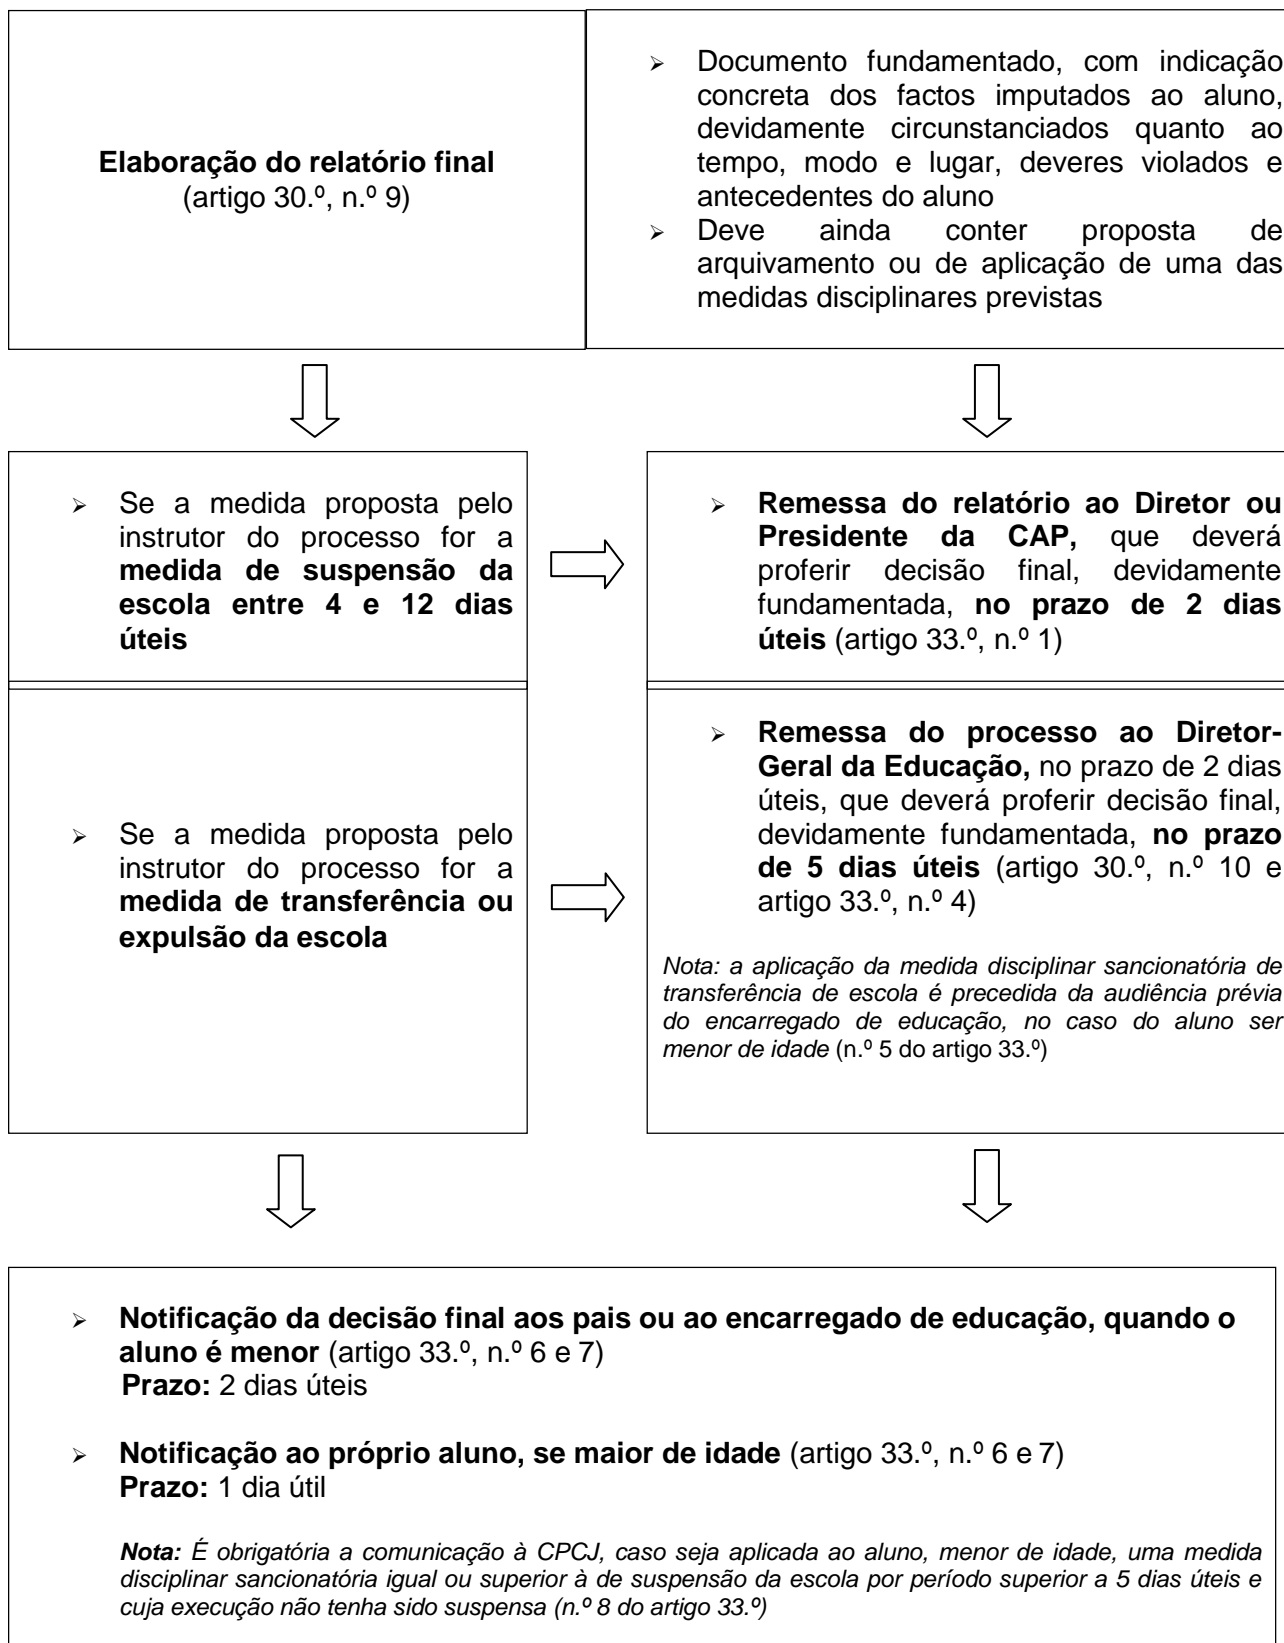 Elaboração do relatório final
(artigo 30.º, n.º 9)
➢ Documento fundamentado, com indicação
concreta dos factos imputados ao aluno,
devidamente circunstanciados quanto ao
tempo, modo e lugar, deveres violados e
antecedentes do aluno
➢ Deve ainda conter proposta de
arquivamento ou de aplicação de uma das
medidas disciplinares previstas
➢ Se a medida proposta pelo
instrutor do processo for a
medida de suspensão da
escola entre 4 e 12 dias
úteis
➢ Remessa do relatório ao Diretor ou
Presidente da CAP, que deverá
proferir decisão final, devidamente
fundamentada, no prazo de 2 dias
úteis (artigo 33.º, n.º 1)
➢ Se a medida proposta pelo
instrutor do processo for a
medida de transferência ou
expulsão da escola
➢ Remessa do processo ao Diretor-
Geral da Educação, no prazo de 2 dias
úteis, que deverá proferir decisão final,
devidamente fundamentada, no prazo
de 5 dias úteis (artigo 30.º, n.º 10 e
artigo 33.º, n.º 4)
Nota: a aplicação da medida disciplinar sancionatória de
transferência de escola é precedida da audiência prévia
do encarregado de educação, no caso do aluno ser
menor de idade (n.º 5 do artigo 33.º)
➢ Notificação da decisão final aos pais ou ao encarregado de educação, quando o
aluno é menor (artigo 33.º, n.º 6 e 7)
Prazo: 2 dias úteis
➢ Notificação ao próprio aluno, se maior de idade (artigo 33.º, n.º 6 e 7)
Prazo: 1 dia útil
Nota: É obrigatória a comunicação à CPCJ, caso seja aplicada ao aluno, menor de idade, uma medida
disciplinar sancionatória igual ou superior à de suspensão da escola por período superior a 5 dias úteis e
cuja execução não tenha sido suspensa (n.º 8 do artigo 33.º)